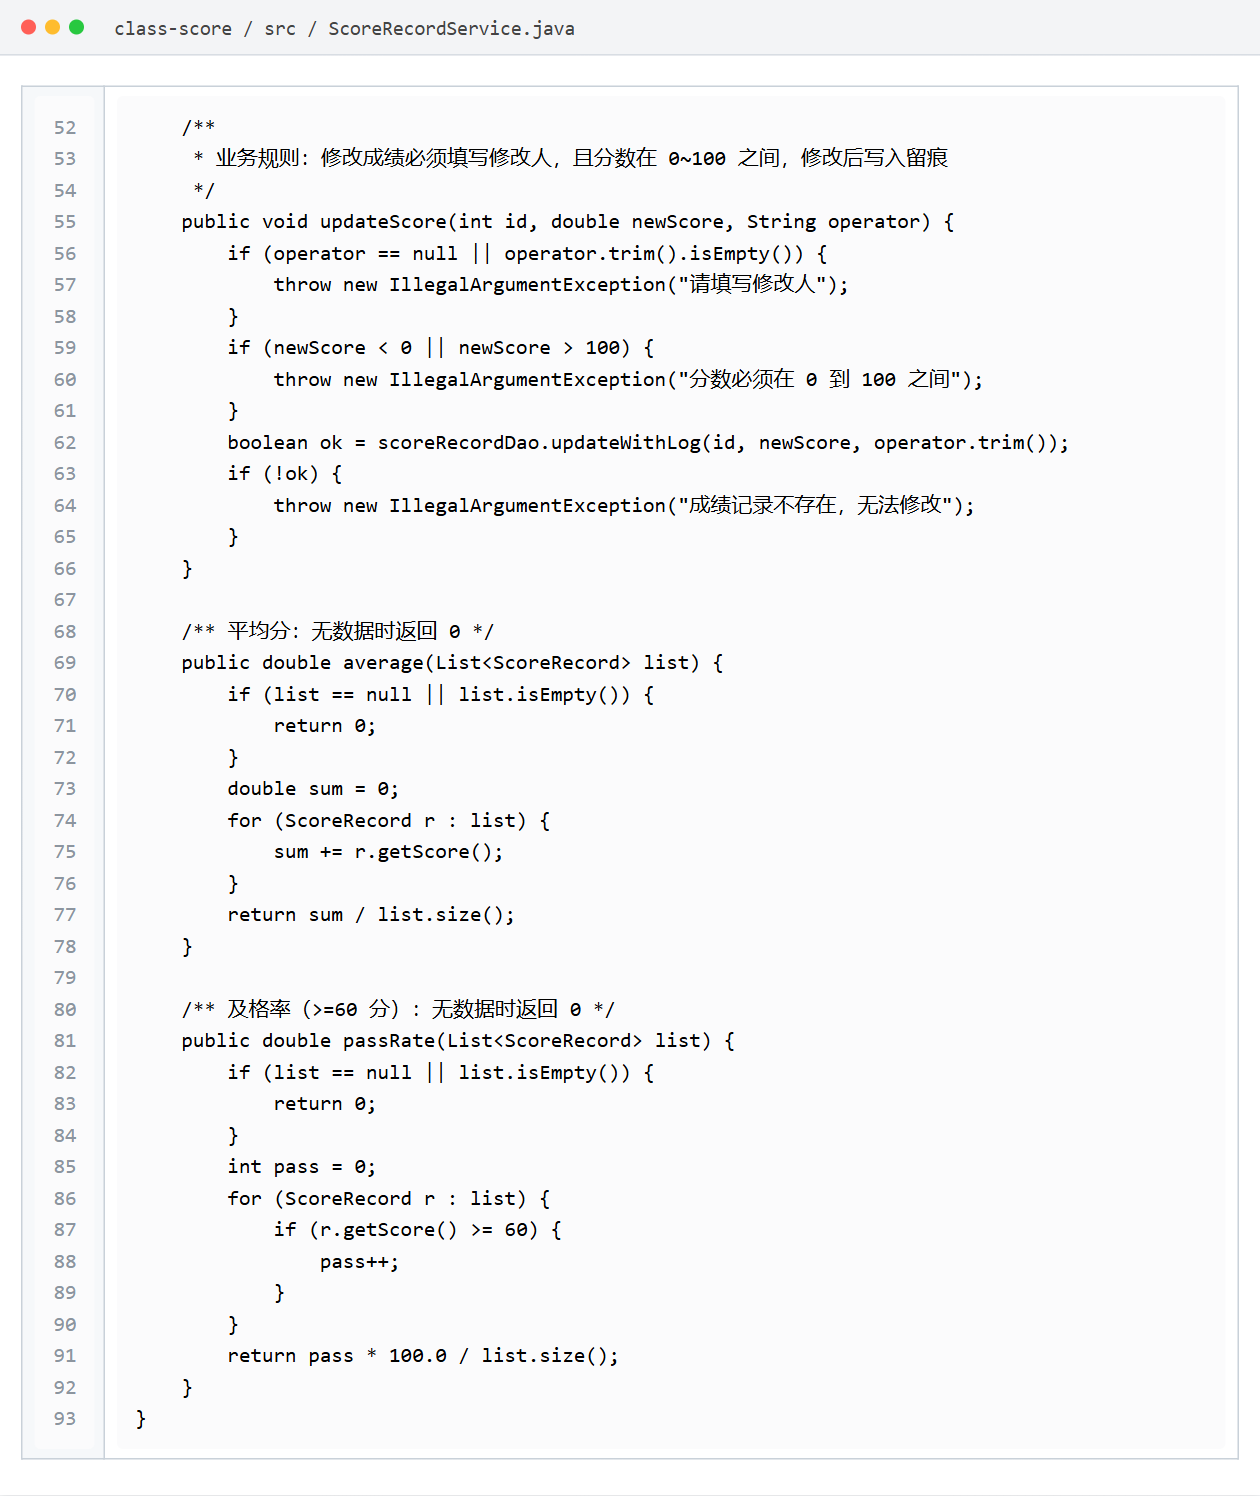 class-score / src / ScoreRecordService.java
52     /**
53      * 业务规则：修改成绩必须填写修改人，且分数在 0~100 之间，修改后写入留痕
54      */
55     public void updateScore(int id, double newScore, String operator) {
56         if (operator == null || operator.trim().isEmpty()) {
57             throw new IllegalArgumentException("请填写修改人");
58         }
59         if (newScore < 0 || newScore > 100) {
60             throw new IllegalArgumentException("分数必须在 0 到 100 之间");
61         }
62         boolean ok = scoreRecordDao.updateWithLog(id, newScore, operator.trim());
63         if (!ok) {
64             throw new IllegalArgumentException("成绩记录不存在，无法修改");
65         }
66     }
67
68     /** 平均分：无数据时返回 0 */
69     public double average(List<ScoreRecord> list) {
70         if (list == null || list.isEmpty()) {
71             return 0;
72         }
73         double sum = 0;
74         for (ScoreRecord r : list) {
75             sum += r.getScore();
76         }
77         return sum / list.size();
78     }
79
80     /** 及格率（>=60 分）：无数据时返回 0 */
81     public double passRate(List<ScoreRecord> list) {
82         if (list == null || list.isEmpty()) {
83             return 0;
84         }
85         int pass = 0;
86         for (ScoreRecord r : list) {
87             if (r.getScore() >= 60) {
88                 pass++;
89             }
90         }
91         return pass * 100.0 / list.size();
92     }
93 }